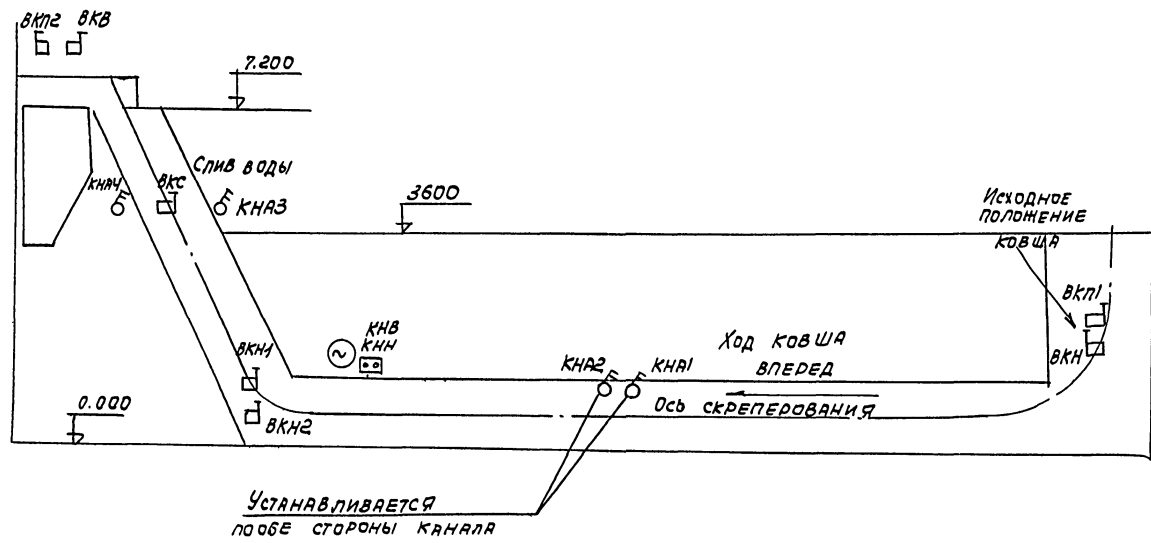 ВКП2 ВКВ
7.200
Слив воды
КНА4
ВКС
КНА3
3600
Исходное
положение
ковша
ВКП1
ВКН
КНВ
КНН
ВКН1
Ход ковша
вперед
КНА2 КНА1
Ось скреперования
0.000
ВКН2
Устанавливается
по обе стороны канала